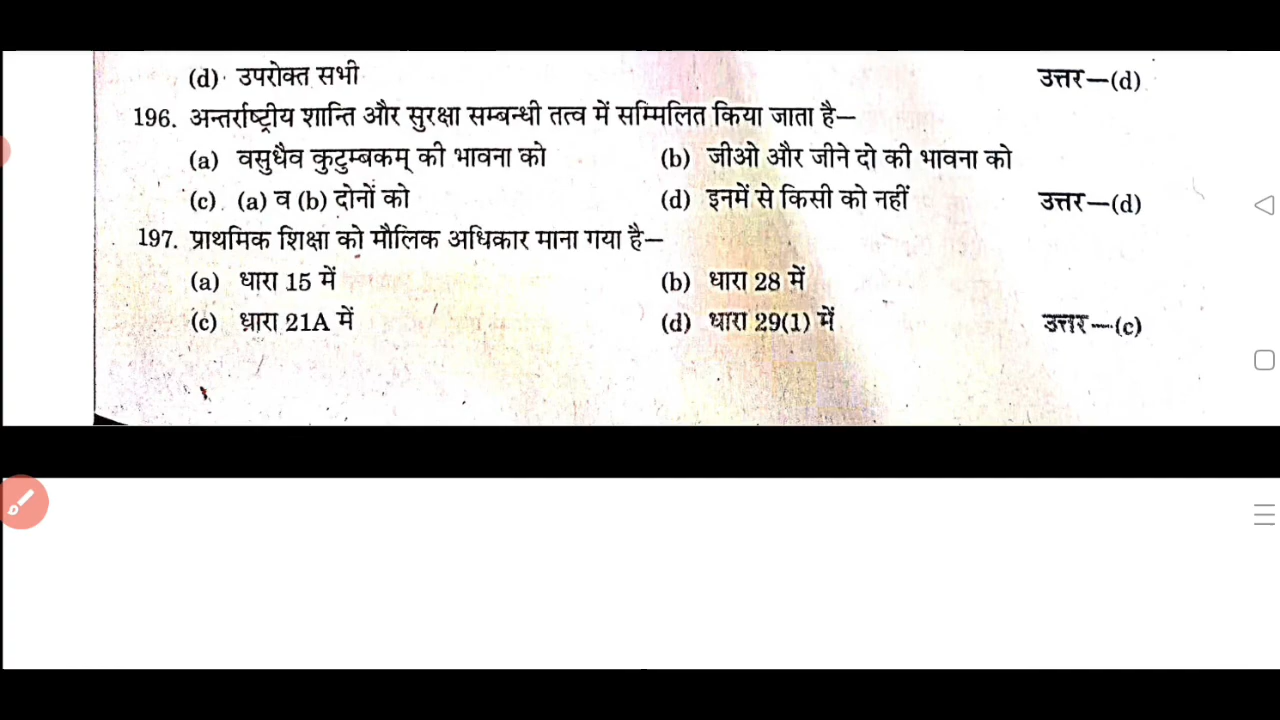 (d) उपरोक्त सभी उत्तर—(d)
196. अन्तर्राष्ट्रीय शान्ति और सुरक्षा सम्बन्धी तत्व में सम्मिलित किया जाता है—
(a) वसुधैव कुटुम्बकम् की भावना को (b) जीओ और जीने दो की भावना को
(c) (a) व (b) दोनों को (d) इनमें से किसी को नहीं उत्तर—(d)
197. प्राथमिक शिक्षा को मौलिक अधिकार माना गया है—
(a) धारा 15 में (b) धारा 28 में
(c) धारा 21A में (d) धारा 29(1) में उत्तर—(c)